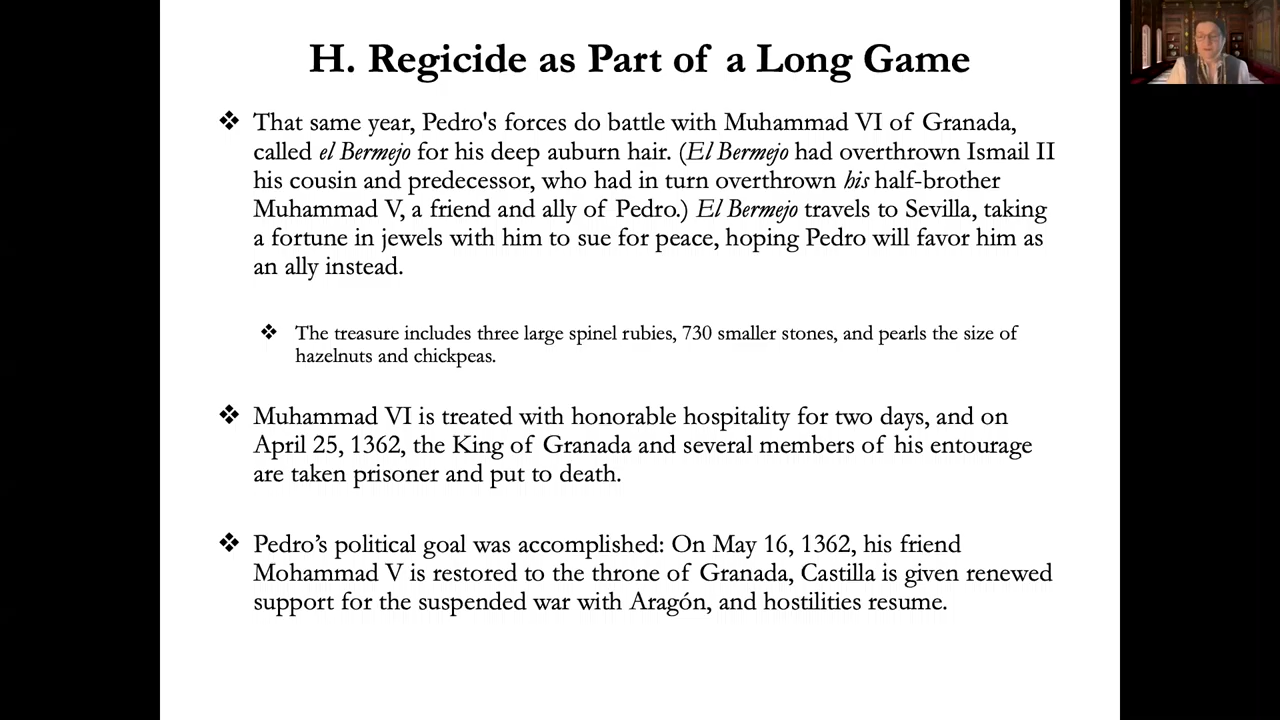 H. Regicide as Part of a Long Game
❖ That same year, Pedro's forces do battle with Muhammad VI of Granada,
called el Bermejo for his deep auburn hair. (El Bermejo had overthrown Ismail II
his cousin and predecessor, who had in turn overthrown his half-brother
Muhammad V, a friend and ally of Pedro.) El Bermejo travels to Sevilla, taking
a fortune in jewels with him to sue for peace, hoping Pedro will favor him as
an ally instead.
❖ The treasure includes three large spinel rubies, 730 smaller stones, and pearls the size of
hazelnuts and chickpeas.
❖ Muhammad VI is treated with honorable hospitality for two days, and on
April 25, 1362, the King of Granada and several members of his entourage
are taken prisoner and put to death.
❖ Pedro’s political goal was accomplished: On May 16, 1362, his friend
Mohammad V is restored to the throne of Granada, Castilla is given renewed
support for the suspended war with Aragón, and hostilities resume.